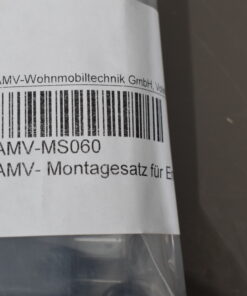 AMV-Wohnmobiltechnik GmbH,
AMV-MS060
AMV- Montagesatz für